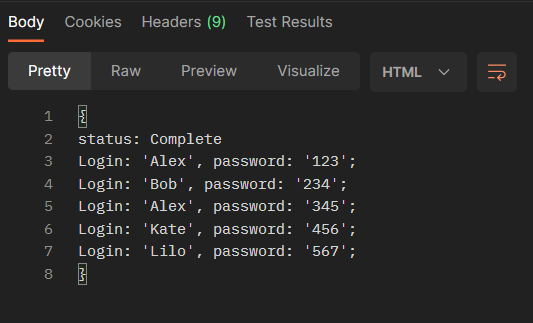 Body Cookies Headers (9) Test Results
Pretty Raw Preview Visualize HTML
1 {
2 status: Complete
3 Login: 'Alex', password: '123';
4 Login: 'Bob', password: '234';
5 Login: 'Alex', password: '345';
6 Login: 'Kate', password: '456';
7 Login: 'Lilo', password: '567';
8 }